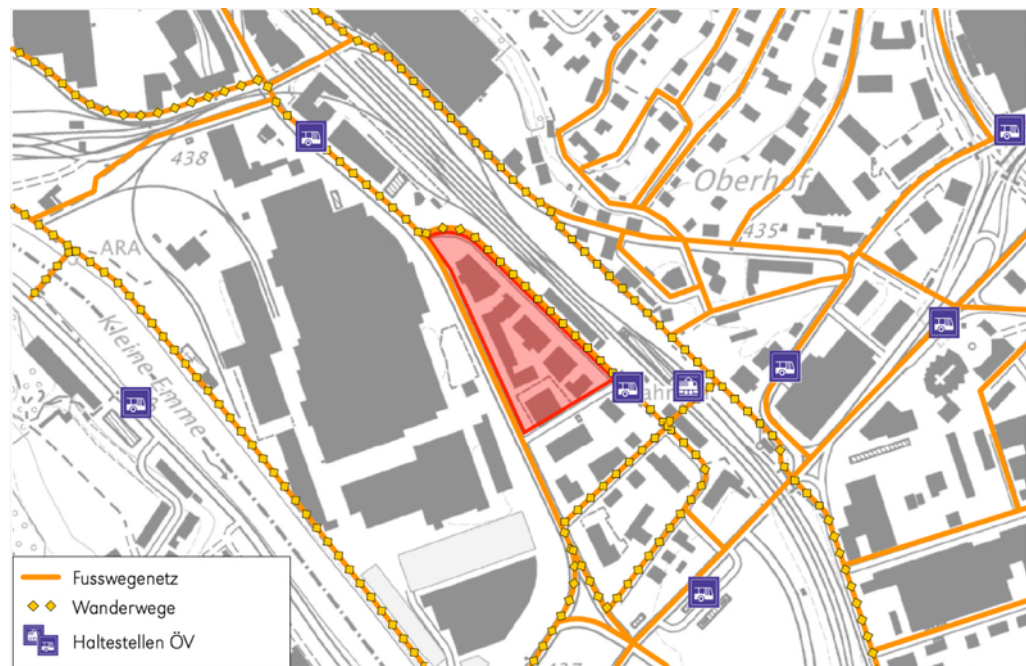 438
Oberhof
435
ARA
Kleine Emme
Fusswegenetz
Wanderwege
Haltestellen ÖV